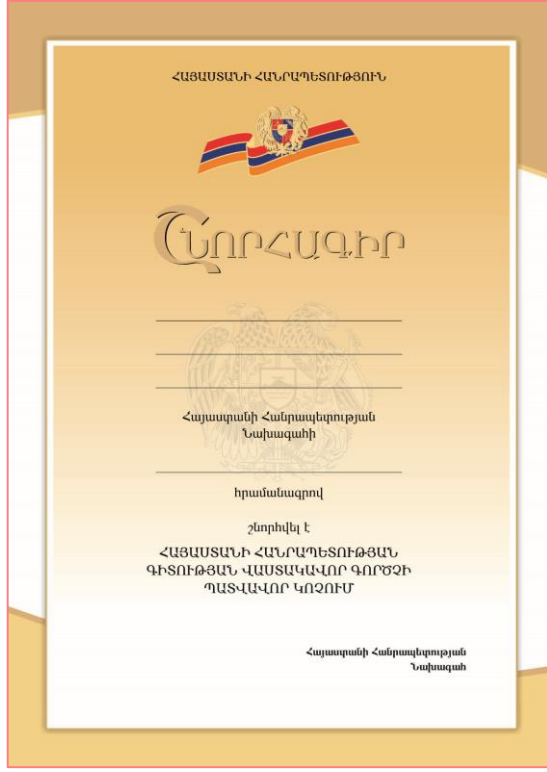 ՀԱՅԱՍՏԱՆԻ ՀԱՆՐԱՊԵՏՈՒԹՅՈՒՆ
ՇՆՈՐՀԱԳԻՐ
Հայաստանի Հանրապետության
Նախագահի
հրամանագրով
շնորհվել է
ՀԱՅԱՍՏԱՆԻ ՀԱՆՐԱՊԵՏՈՒԹՅԱՆ
ԳԻՏՈՒԹՅԱՆ ՎԱՍՏԱԿԱՎՈՐ ԳՈՐԾՉԻ
ՊԱՏՎԱՎՈՐ ԿՈՉՈՒՄ
Հայաստանի Հանրապետության
Նախագահ